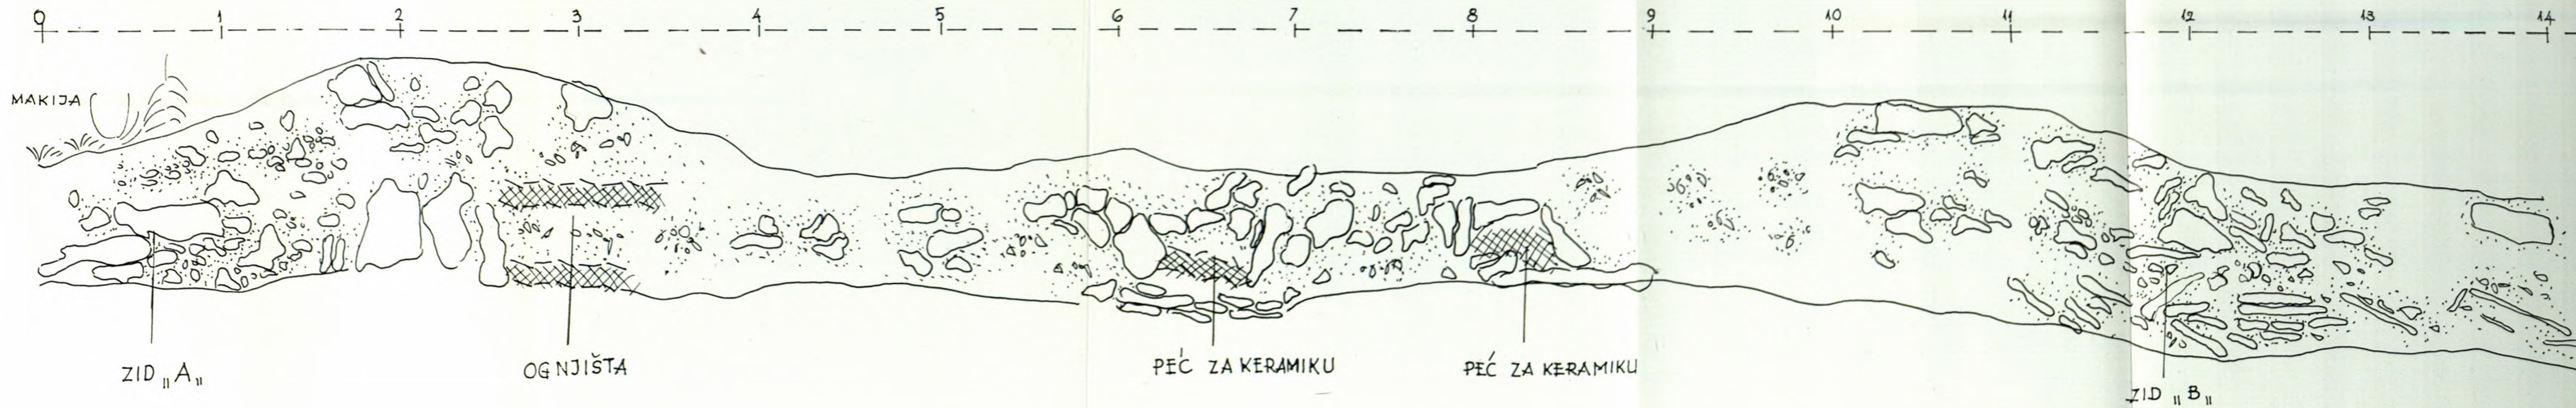 0 1 2 3 4 5 6 7 8 9 10 11 12 13 14
MAKIJA
ZID „A„
OGNJIŠTA
PEĆ ZA KERAMIKU
PEĆ ZA KERAMIKU
ZID „B„